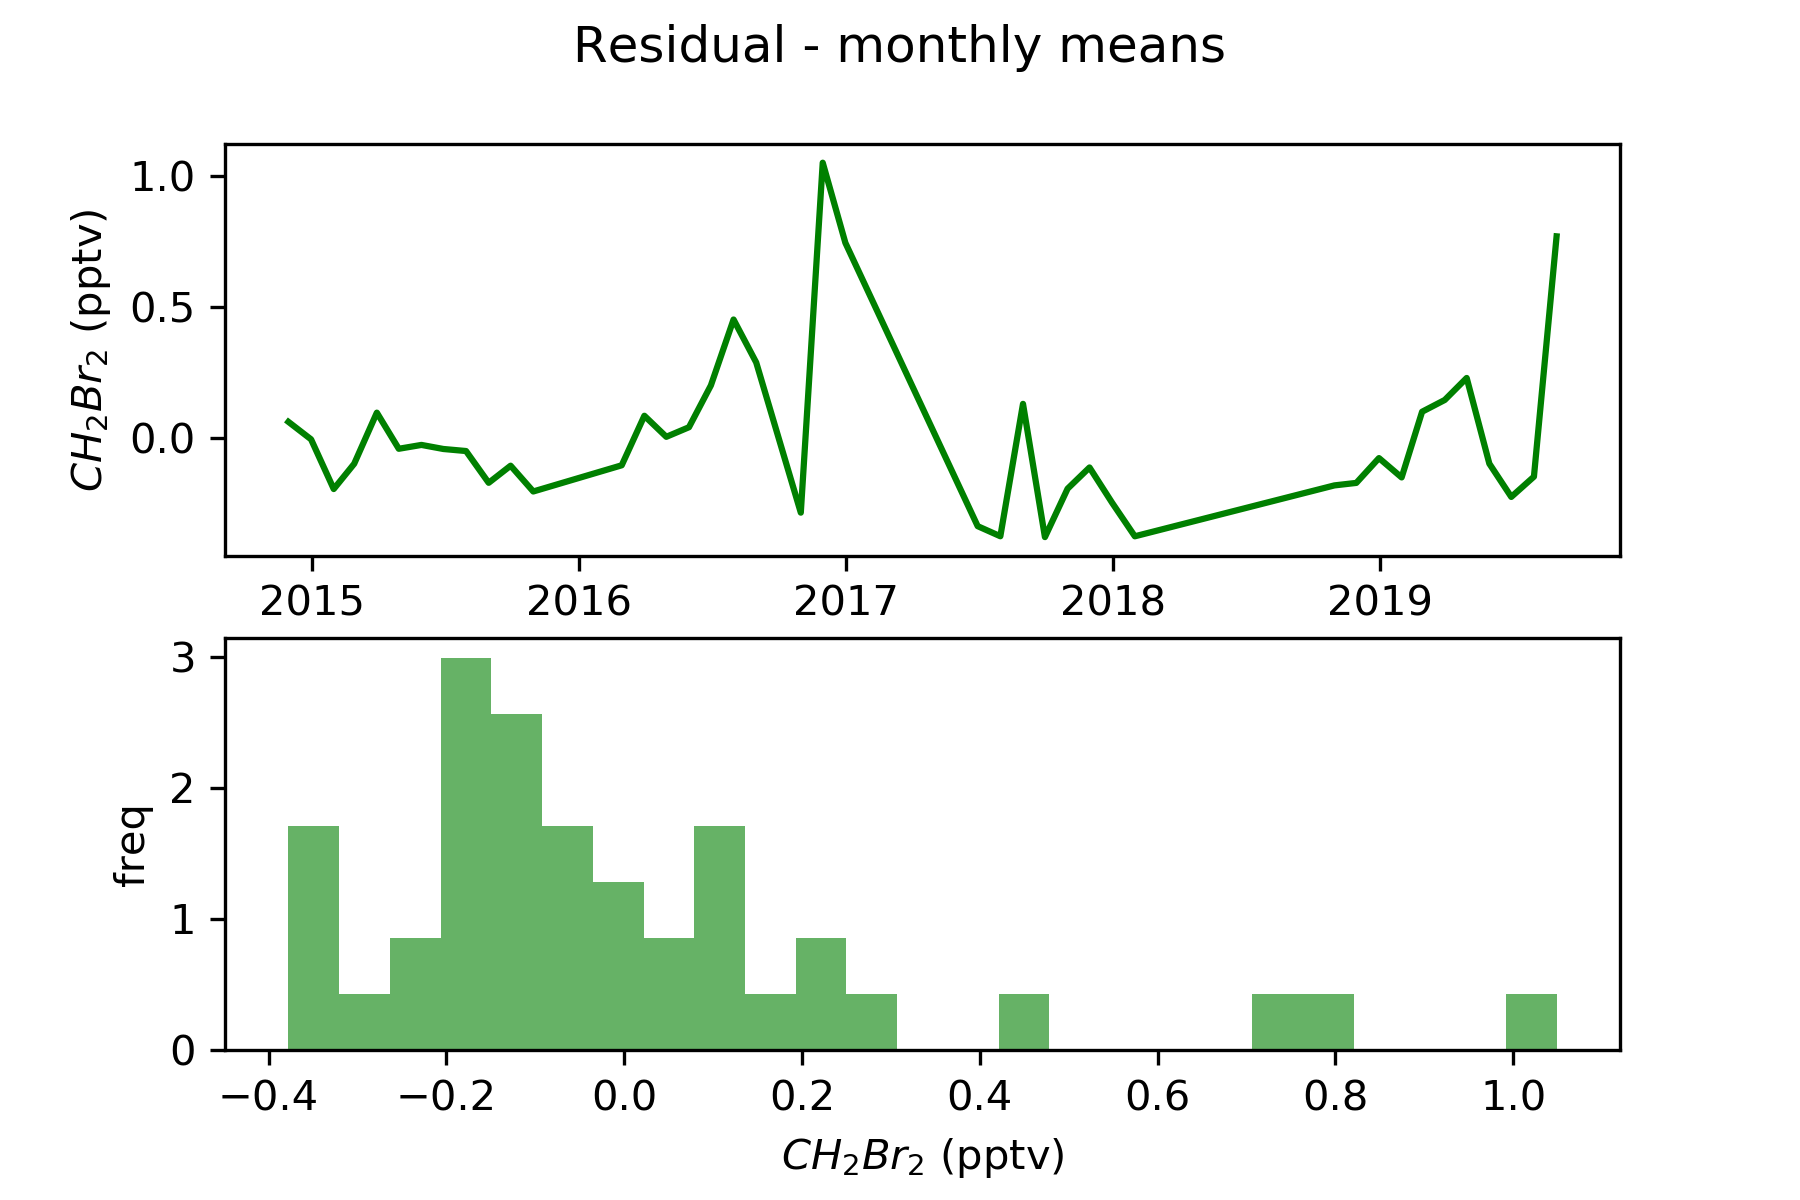 Residual - monthly means
CH₂Br₂ (pptv)
1.0
0.5
0.0
2015 2016 2017 2018 2019
freq
3
2
1
0
−0.4 −0.2 0.0 0.2 0.4 0.6 0.8 1.0
CH₂Br₂ (pptv)